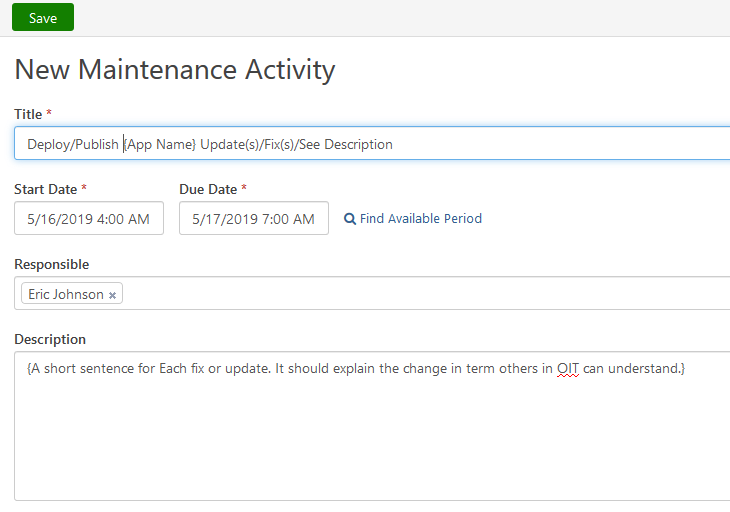 Save
New Maintenance Activity
Title *
Deploy/Publish {App Name} Update(s)/Fix(s)/See Description
Start Date * Due Date *
5/16/2019 4:00 AM 5/17/2019 7:00 AM Find Available Period
Responsible
Eric Johnson ×
Description
{A short sentence for Each fix or update. It should explain the change in term others in OIT can understand.}